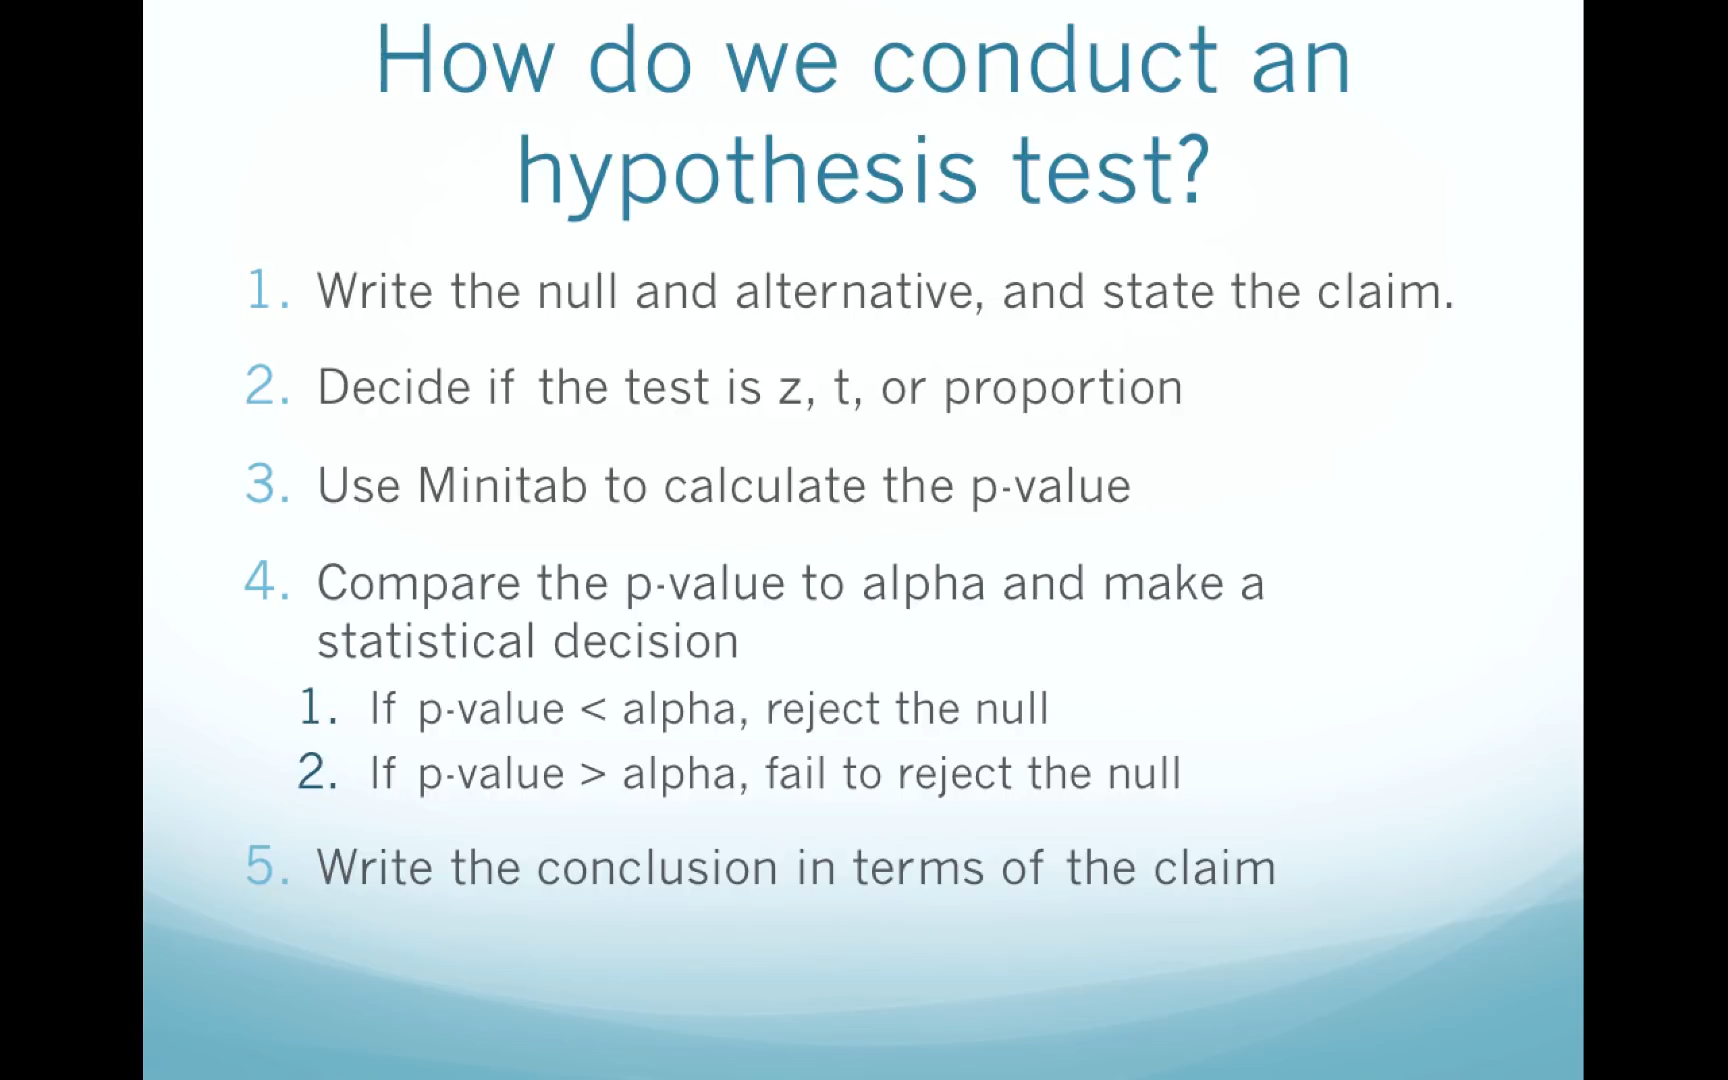 How do we conduct an
hypothesis test?
1. Write the null and alternative, and state the claim.
2. Decide if the test is z, t, or proportion
3. Use Minitab to calculate the p-value
4. Compare the p-value to alpha and make a
statistical decision
1. If p-value < alpha, reject the null
2. If p-value > alpha, fail to reject the null
5. Write the conclusion in terms of the claim